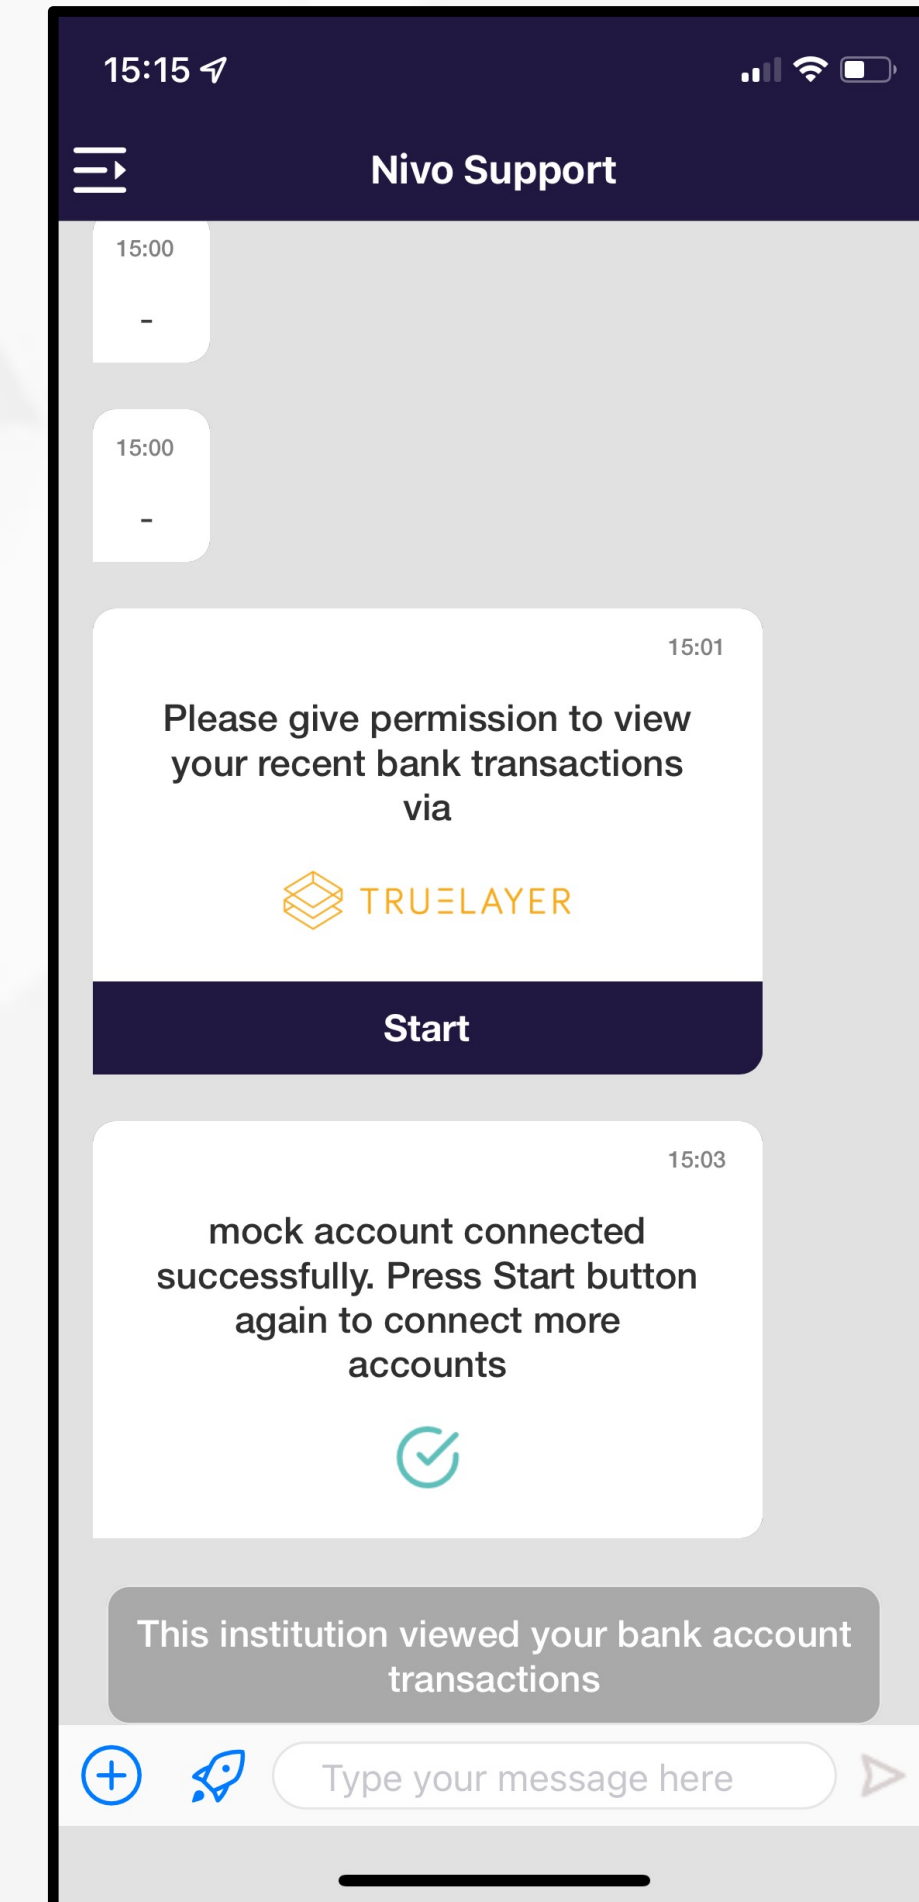 15:15
Nivo Support
15:00
-
15:00
-
15:01
Please give permission to view
your recent bank transactions
via
TRUELAYER
Start
15:03
mock account connected
successfully. Press Start button
again to connect more
accounts
This institution viewed your bank account
transactions
Type your message here